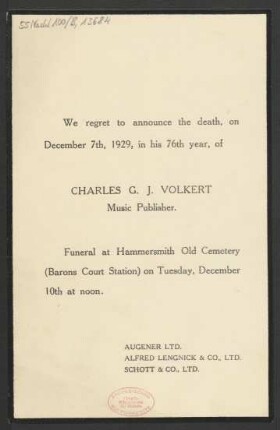 55 Nachl 100/B, 13684
We regret to announce the death, on
December 7th, 1929, in his 76th year, of
CHARLES G. J. VOLKERT
Music Publisher.
Funeral at Hammersmith Old Cemetery
(Barons Court Station) on Tuesday, December
10th at noon.
AUGENER LTD.
ALFRED LENGNICK & CO., LTD.
SCHOTT & CO., LTD.